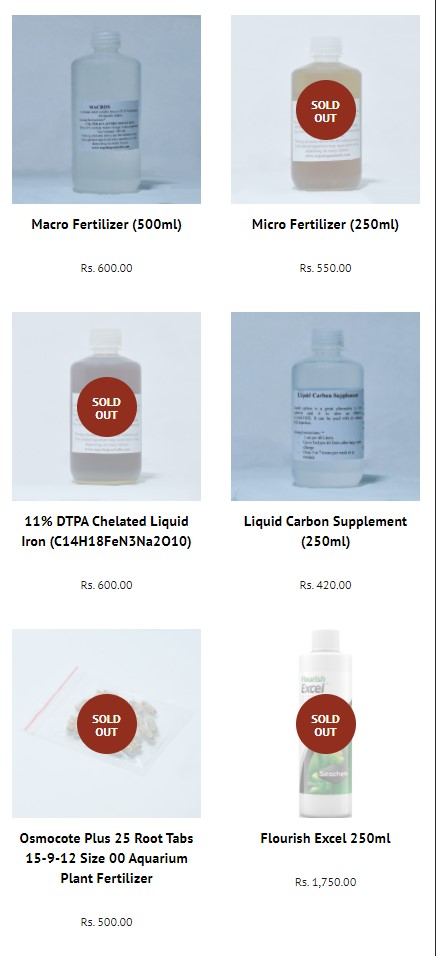 MACROS
SOLD
OUT
Macro Fertilizer (500ml)
Micro Fertilizer (250ml)
Rs. 600.00
Rs. 550.00
SOLD
OUT
Liquid Carbon Supplement
11% DTPA Chelated Liquid
Iron (C14H18FeN3Na2O10)
Liquid Carbon Supplement
(250ml)
Rs. 600.00
Rs. 420.00
SOLD
OUT
Flourish
Excel
SOLD
OUT
Seachem
Osmocote Plus 25 Root Tabs
15-9-12 Size 00 Aquarium
Plant Fertilizer
Flourish Excel 250ml
Rs. 500.00
Rs. 1,750.00